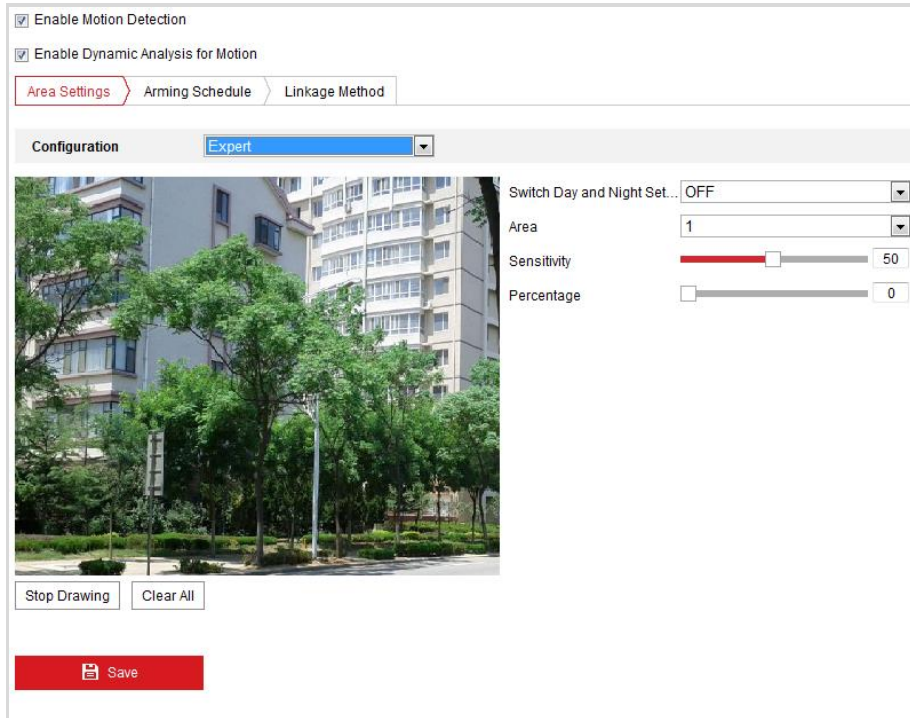 Enable Motion Detection
Enable Dynamic Analysis for Motion
Area Settings Arming Schedule Linkage Method
Configuration Expert
Switch Day and Night Set... OFF
Area 1
Sensitivity 50
Percentage 0
Stop Drawing Clear All
Save